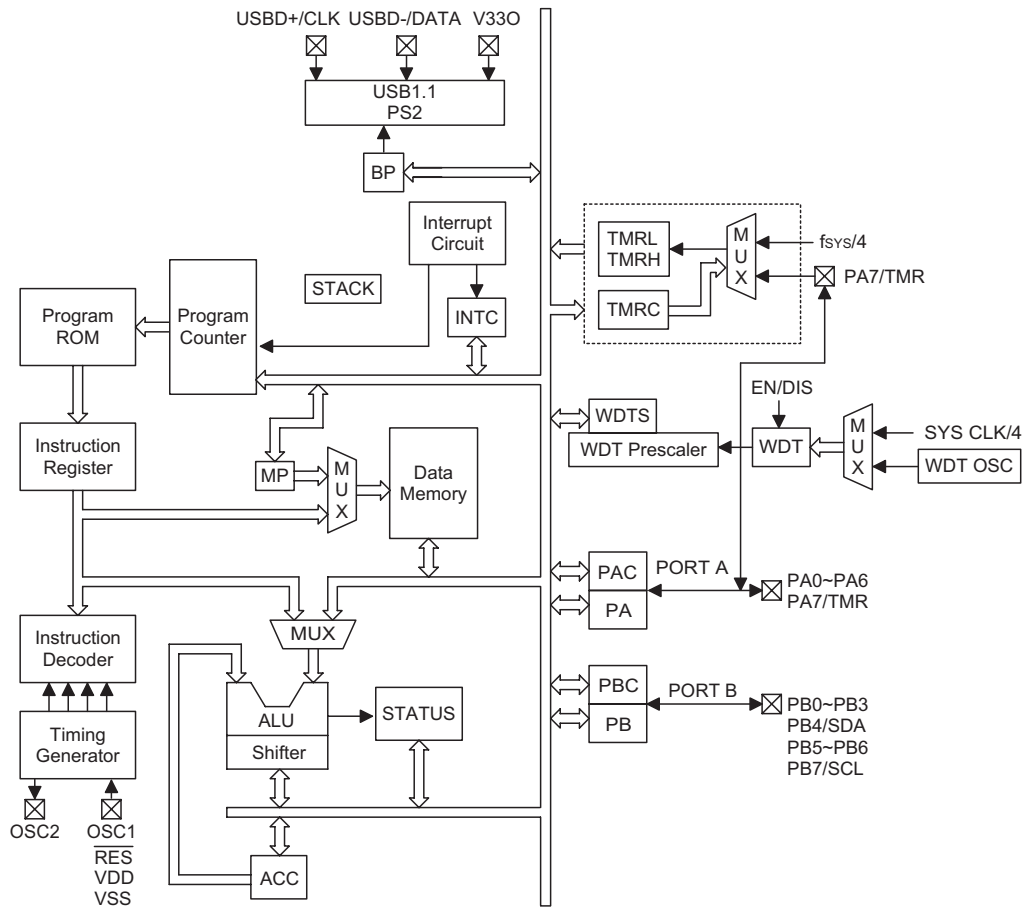 USBD+/CLK USBD-/DATA V33O
USB1.1
PS2
BP
Interrupt
Circuit
STACK
INTC
Program
ROM
Program
Counter
TMRL
TMRH
TMRC
M
U
X
fSYS/4
PA7/TMR
Instruction
Register
MP
M
U
X
Data
Memory
WDTS
WDT Prescaler
EN/DIS
WDT
M
U
X
SYS CLK/4
WDT OSC
PAC
PA
PORT A
PA0~PA6
PA7/TMR
Instruction
Decoder
MUX
ALU
Shifter
STATUS
PBC
PB
PORT B
PB0~PB3
PB4/SDA
PB5~PB6
PB7/SCL
Timing
Generator
OSC2
OSC1
RES
VDD
VSS
ACC